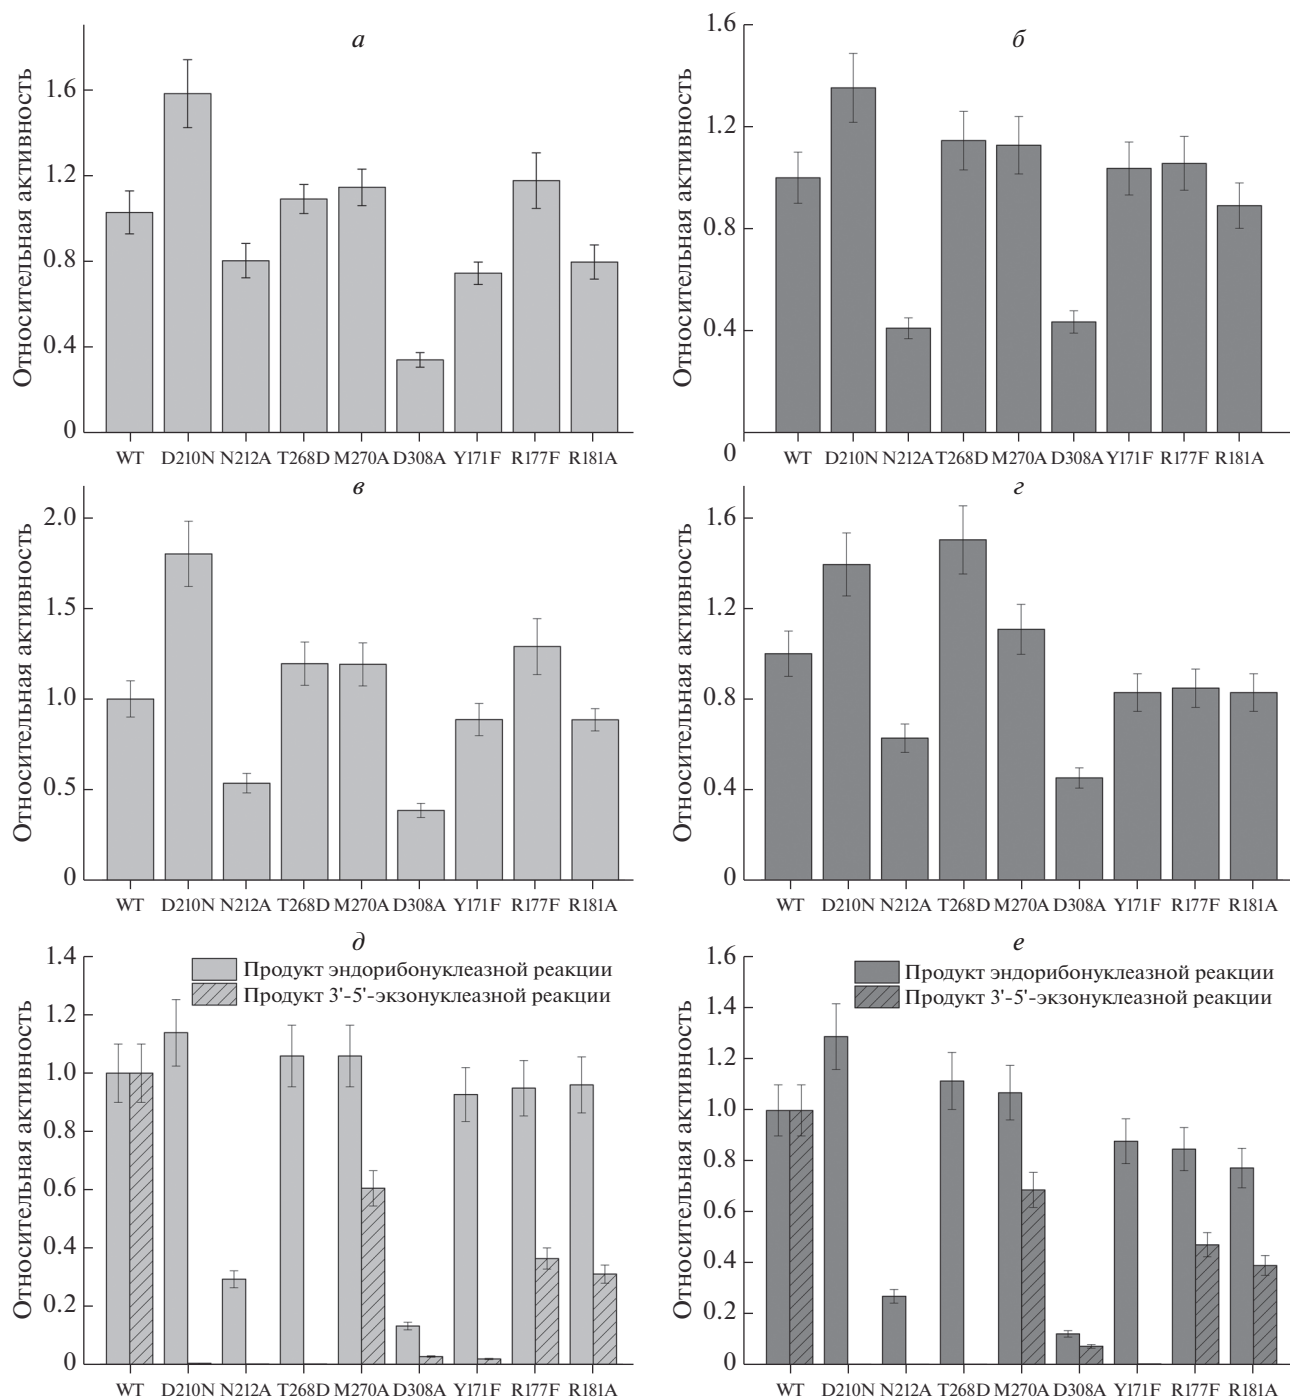 а
Относительная активность
1.6
1.2
0.8
0.4
0
WT D210N N212A T268D M270A D308A Y171F R177F R181A
б
Относительная активность
1.6
1.2
0.8
0.4
0
WT D210N N212A T268D M270A D308A Y171F R177F R181A
в
Относительная активность
2.0
1.5
1.0
0.5
0
WT D210N N212A T268D M270A D308A Y171F R177F R181A
г
Относительная активность
1.6
1.2
0.8
0.4
0
WT D210N N212A T268D M270A D308A Y171F R177F R181A
д
Продукт эндорибонуклеазной реакции
Продукт 3'-5'-экзонуклеазной реакции
Относительная активность
1.4
1.2
1.0
0.8
0.6
0.4
0.2
0
WT D210N N212A T268D M270A D308A Y171F R177F R181A
е
Продукт эндорибонуклеазной реакции
Продукт 3'-5'-экзонуклеазной реакции
Относительная активность
1.6
1.4
1.2
1.0
0.8
0.6
0.4
0.2
0
WT D210N N212A T268D M270A D308A Y171F R177F R181A